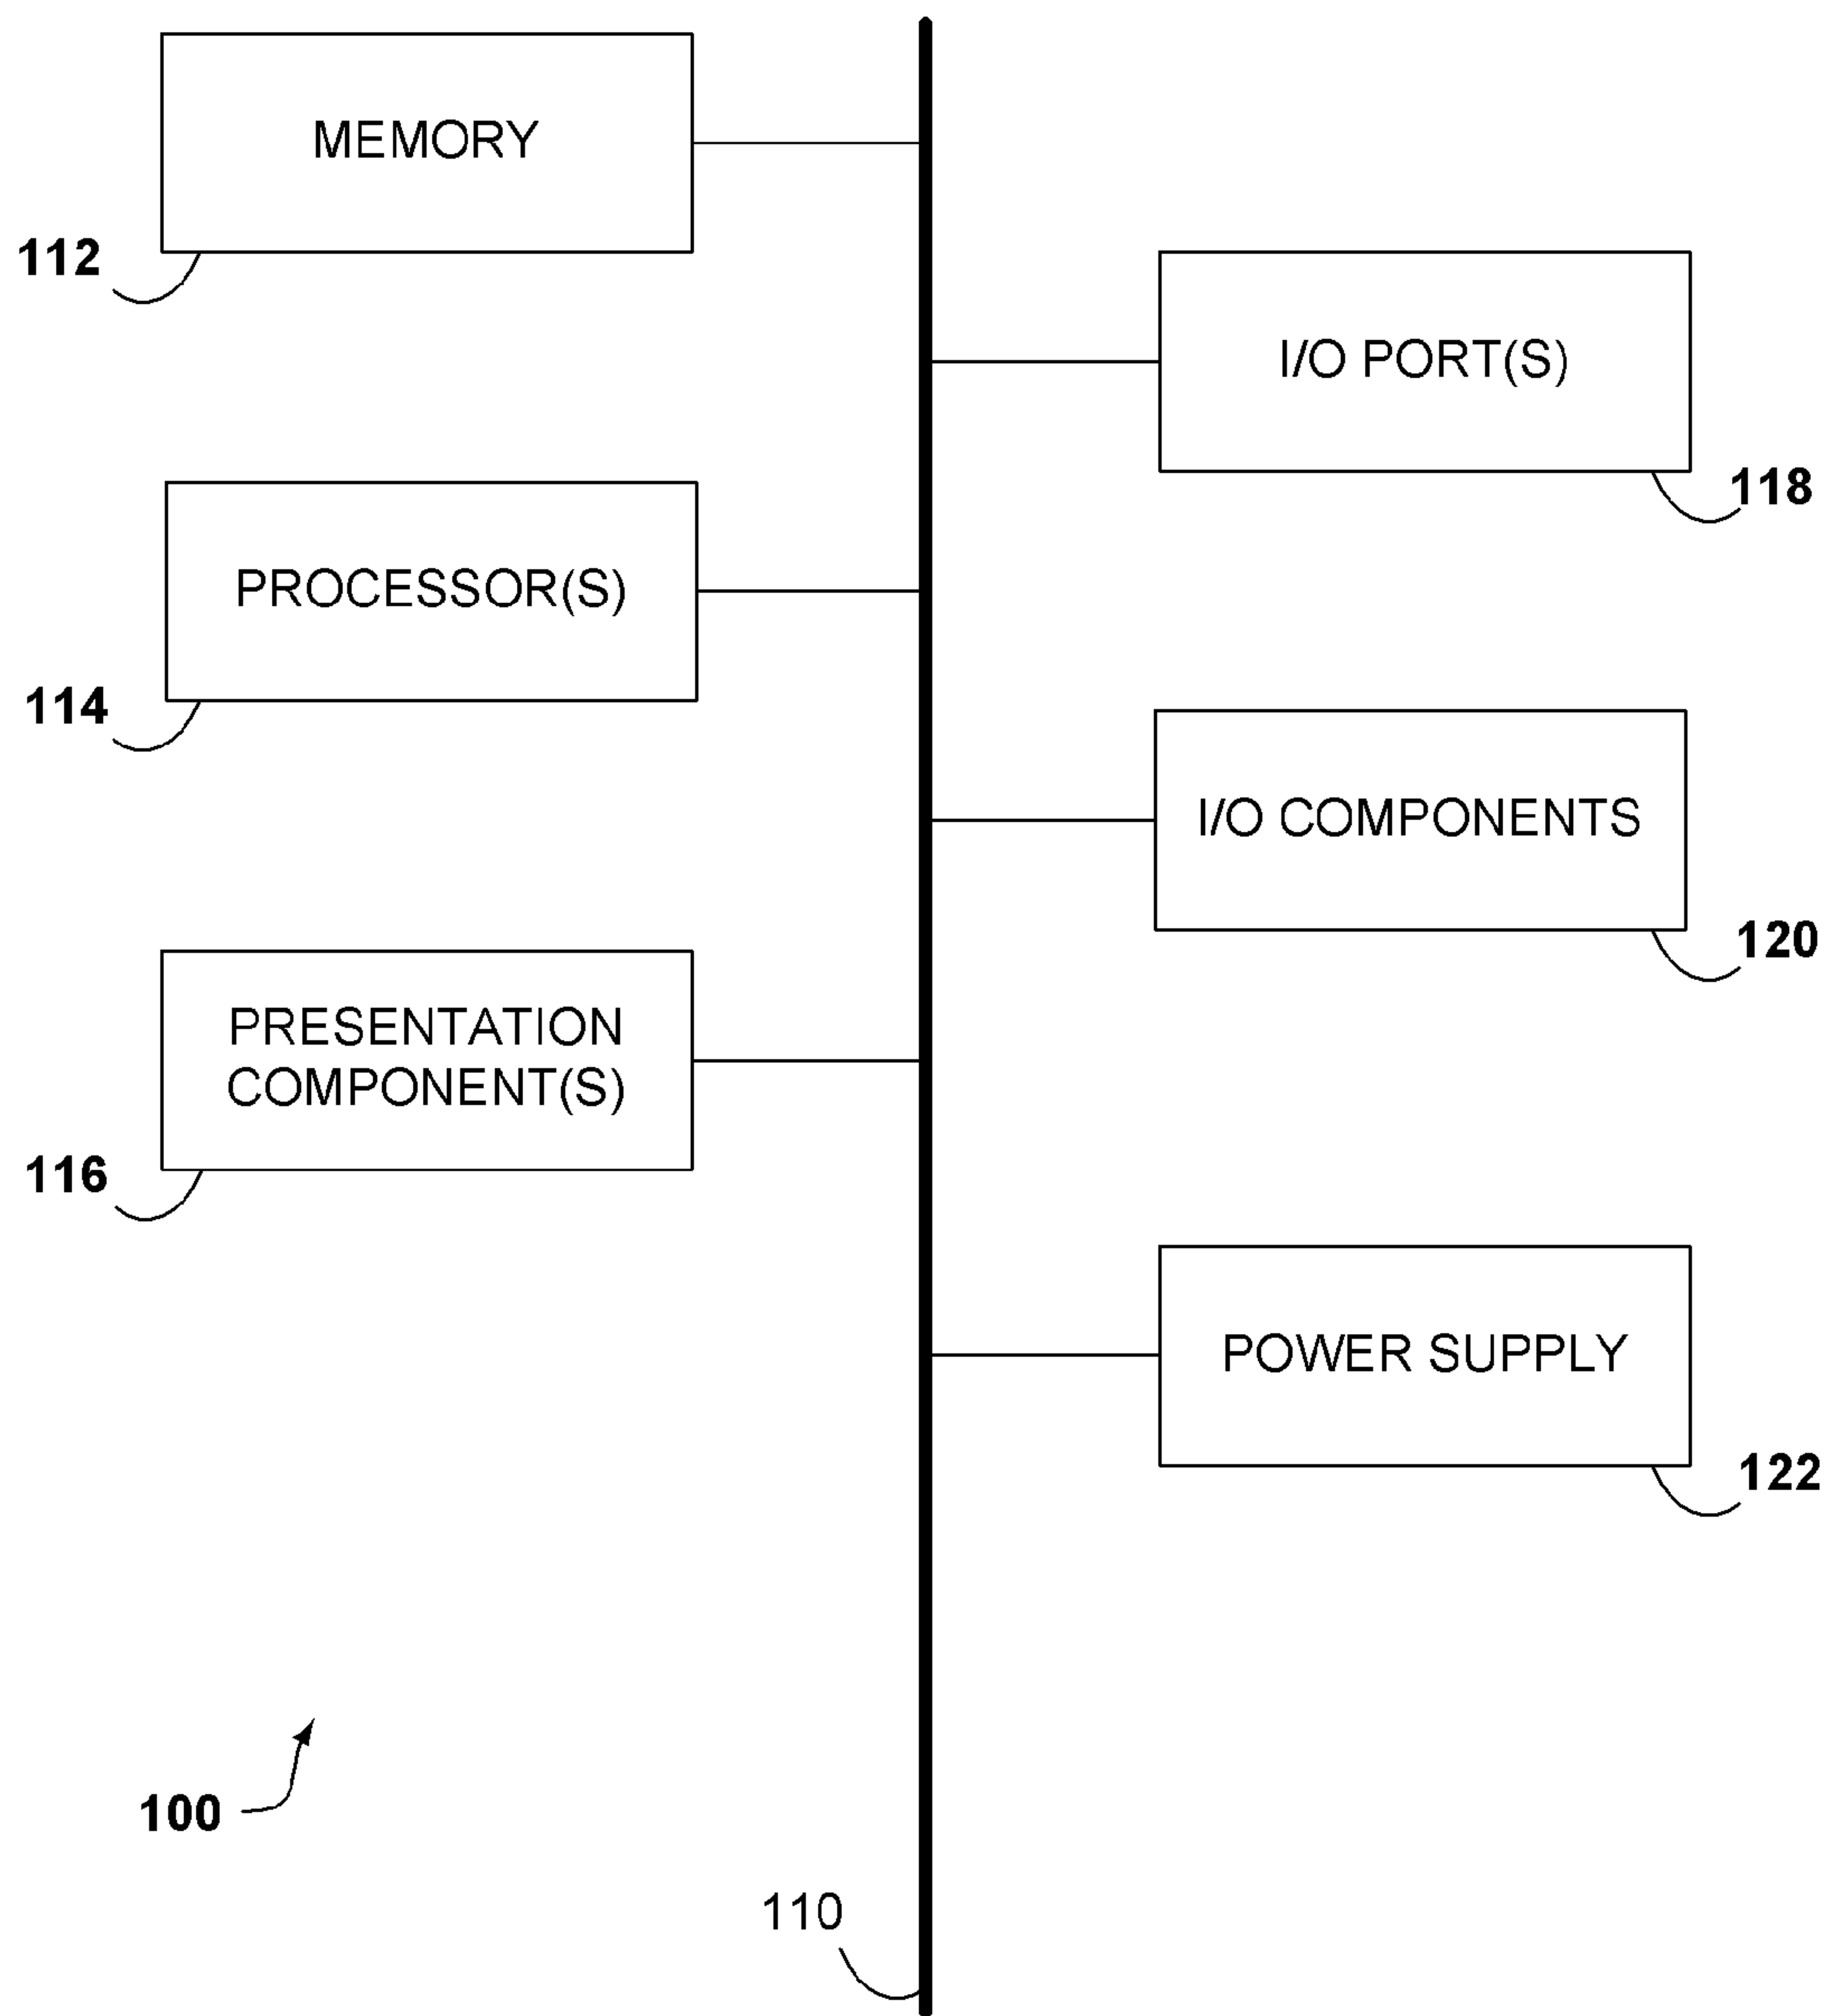 MEMORY
112
I/O PORT(S)
118
PROCESSOR(S)
114
I/O COMPONENTS
120
PRESENTATION
COMPONENT(S)
116
POWER SUPPLY
122
100
110